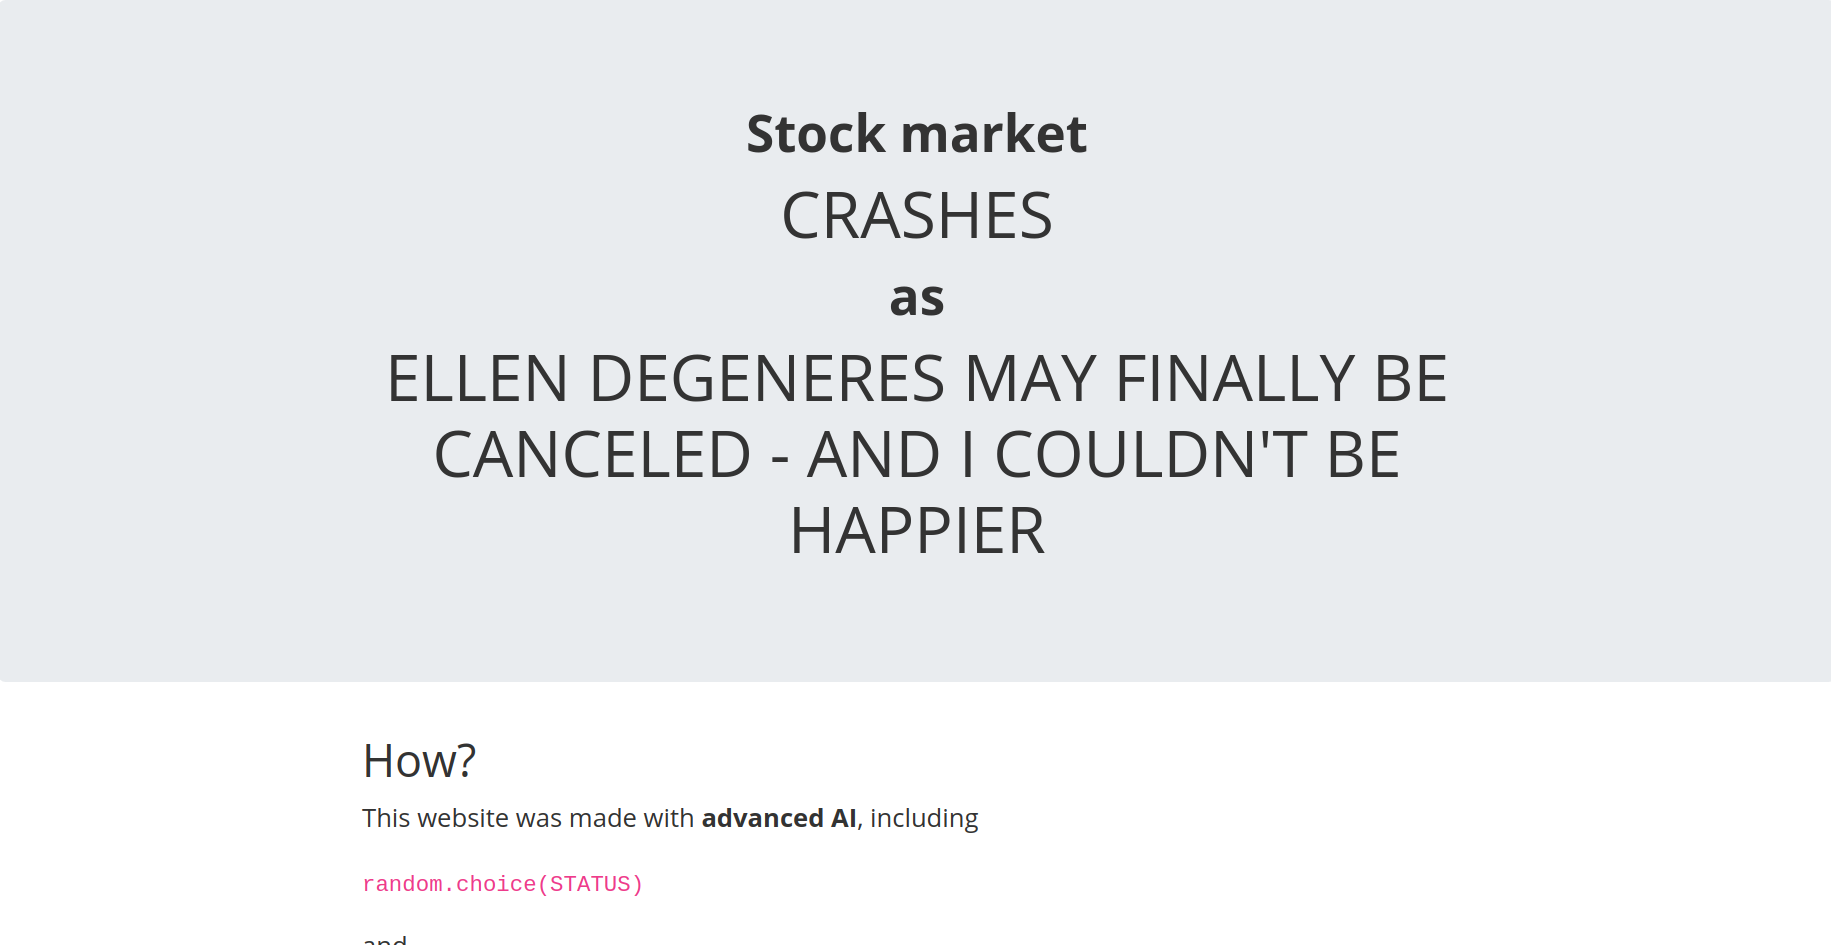 Stock market
CRASHES
as
ELLEN DEGENERES MAY FINALLY BE
CANCELED - AND I COULDN'T BE
HAPPIER
How?
This website was made with advanced AI, including
random.choice(STATUS)
and